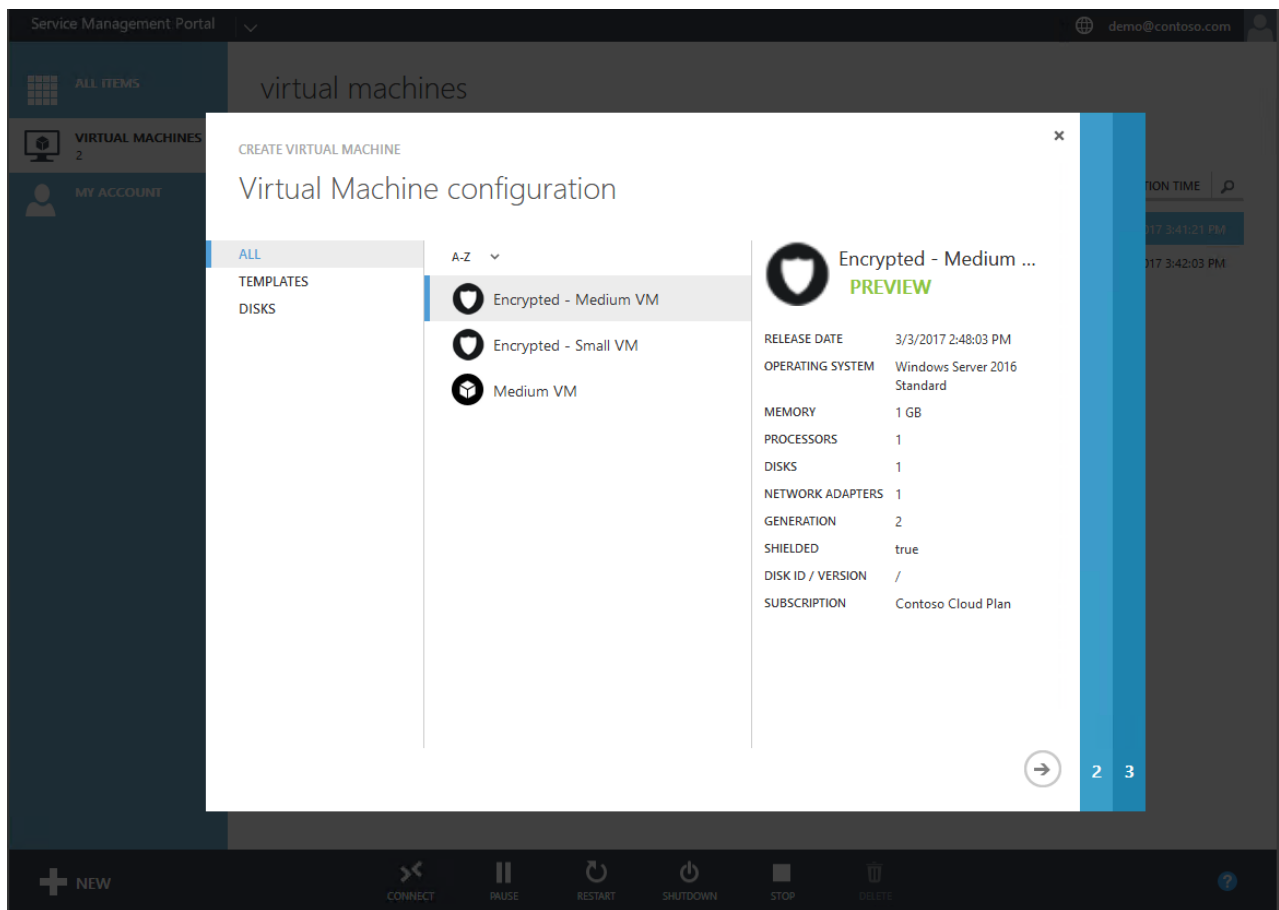 Service Management Portal
demo@contoso.com
ALL ITEMS
virtual machines
VIRTUAL MACHINES
2
MY ACCOUNT
TION TIME
017 3:41:21 PM
017 3:42:03 PM
CREATE VIRTUAL MACHINE
Virtual Machine configuration
ALL
TEMPLATES
DISKS
A-Z
Encrypted - Medium VM
Encrypted - Small VM
Medium VM
Encrypted - Medium ...
PREVIEW
RELEASE DATE 3/3/2017 2:48:03 PM
OPERATING SYSTEM Windows Server 2016
Standard
MEMORY 1 GB
PROCESSORS 1
DISKS 1
NETWORK ADAPTERS 1
GENERATION 2
SHIELDED true
DISK ID / VERSION /
SUBSCRIPTION Contoso Cloud Plan
2 3
NEW
CONNECT
PAUSE
RESTART
SHUTDOWN
STOP
DELETE
?